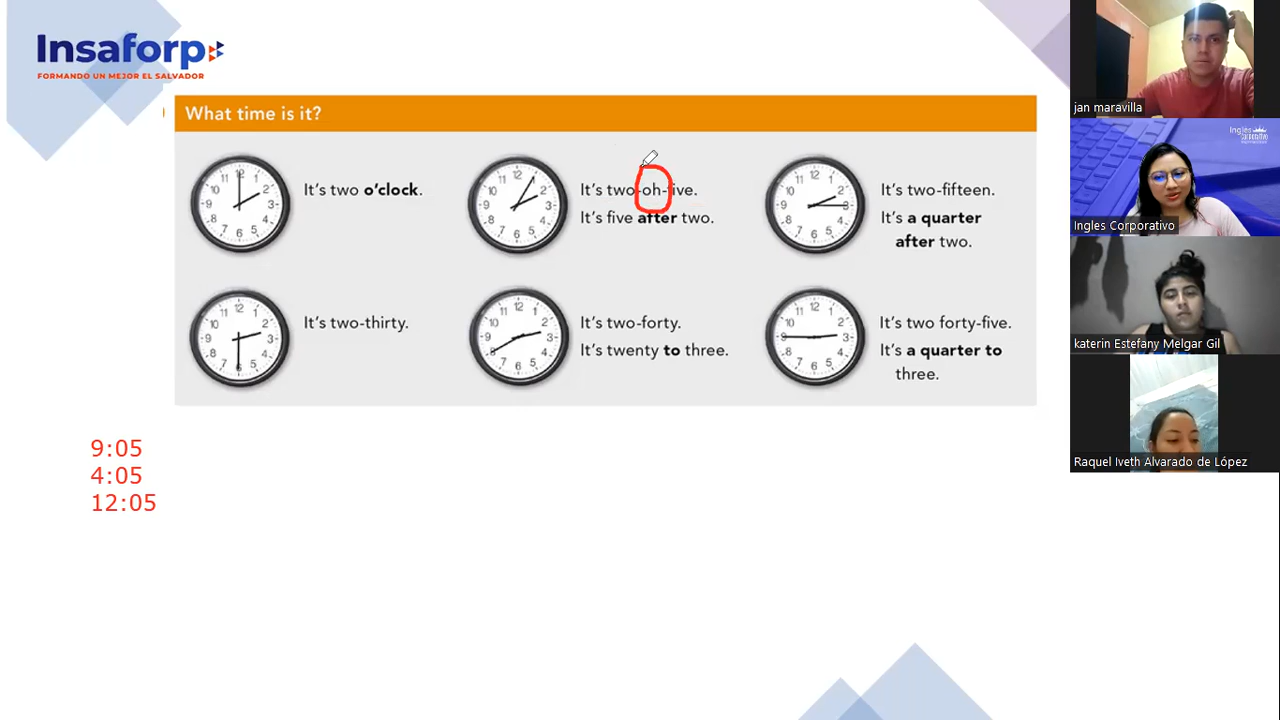 Insaforp
FORMANDO UN MEJOR EL SALVADOR
What time is it?
It's two o'clock.
It's two-oh-five.
It's five after two.
It's two-fifteen.
It's a quarter
after two.
It's two-thirty.
It's two-forty.
It's twenty to three.
It's two forty-five.
It's a quarter to
three.
9:05
4:05
12:05
jan maravilla
Ingles Corporativo
katerin Estefany Melgar Gil
Raquel Iveth Alvarado de López